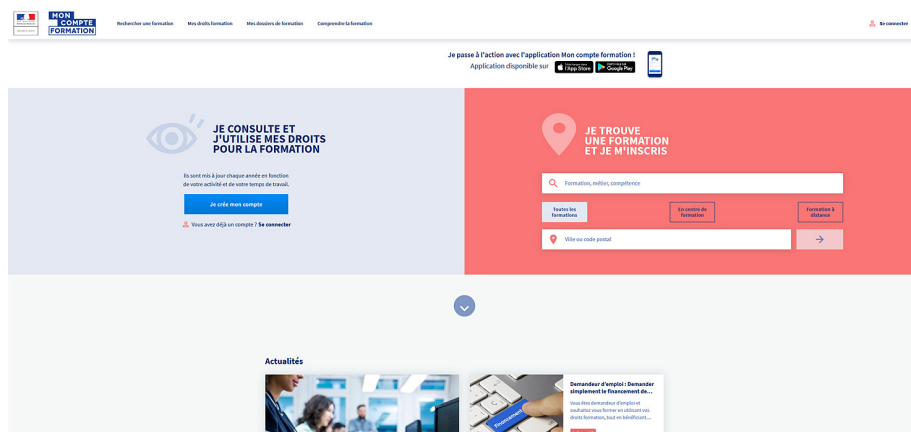 MON
COMPTE
FORMATION
Rechercher une formation
Mes droits formation
Mes dossiers de formation
Comprendre la formation
Se connecter
Je passe à l'action avec l'application Mon compte formation !
Application disponible sur
l'App Store
Google Play
JE CONSULTE ET
J'UTILISE MES DROITS
POUR LA FORMATION
Ils sont mis à jour chaque année en fonction
de votre activité et de votre temps de travail.
Je crée mon compte
Vous avez déjà un compte ? Se connecter
JE TROUVE
UNE FORMATION
ET JE M'INSCRIS
Formation, métier, compétence
Toutes les
formations
En centre de
formation
Formation à
distance
Ville ou code postal
Actualités
Financement
Demandeur d'emploi : Demander
simplement le financement de...
Vous êtes demandeur d'emploi et
souhaitez vous former en utilisant vos
droits formation, tout en bénéficiant...